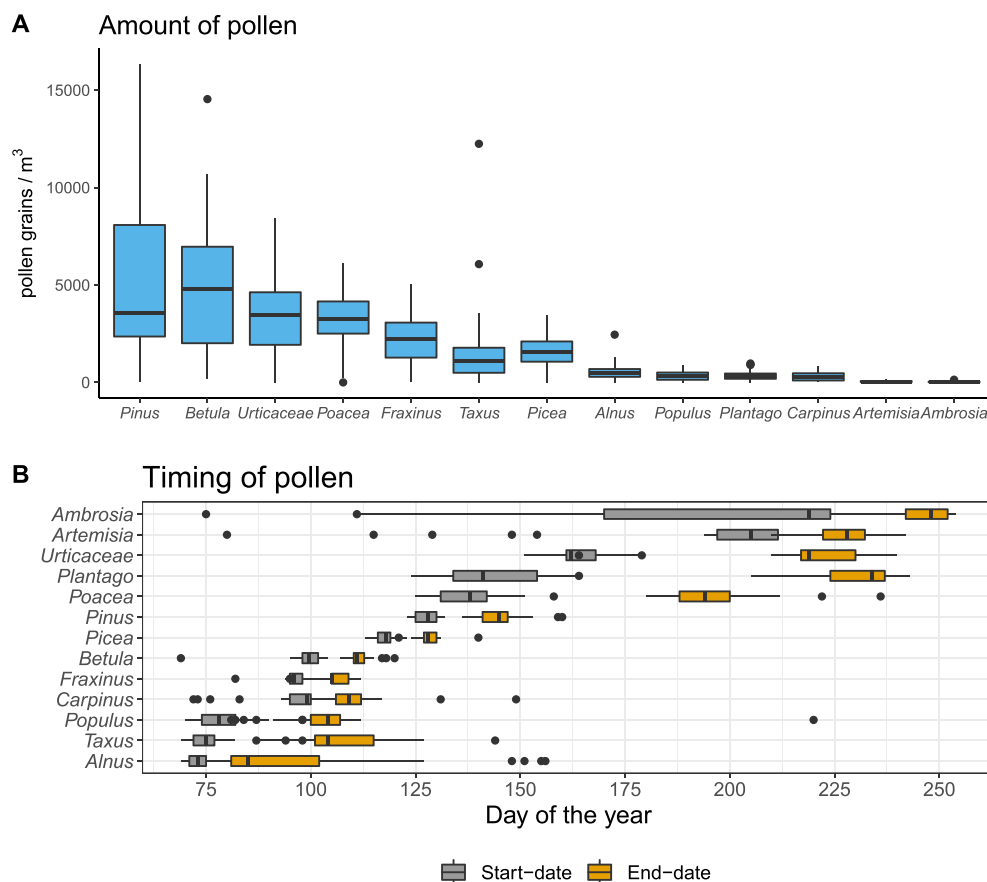 A
Amount of pollen
pollen grains / m³
15000
10000
5000
0
Pinus Betula Urticaceae Poacea Fraxinus Taxus Picea Alnus Populus Plantago Carpinus Artemisia Ambrosia
B
Timing of pollen
Ambrosia
Artemisia
Urticaceae
Plantago
Poacea
Pinus
Picea
Betula
Fraxinus
Carpinus
Populus
Taxus
Alnus
75 100 125 150 175 200 225 250
Day of the year
Start−date End−date